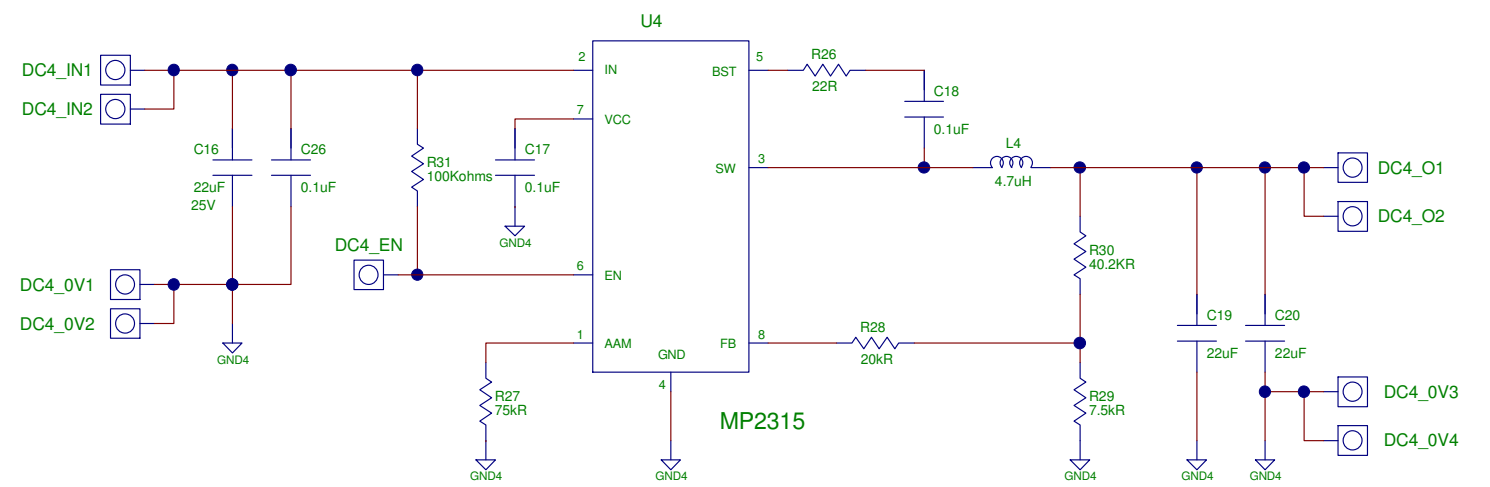 U4
DC4_IN1
DC4_IN2
C16
22uF
25V
C26
0.1uF
R31
100Kohms
C17
0.1uF
GND4
DC4_EN
DC4_0V1
DC4_0V2
GND4
2
IN
7
VCC
6
EN
1
AAM
R27
75kR
GND4
GND
4
GND4
5
BST
3
SW
8
FB
MP2315
R26
22R
C18
0.1uF
L4
4.7uH
R30
40.2KR
R28
20kR
R29
7.5kR
GND4
C19
22uF
GND4
C20
22uF
GND4
DC4_O1
DC4_O2
DC4_0V3
DC4_0V4